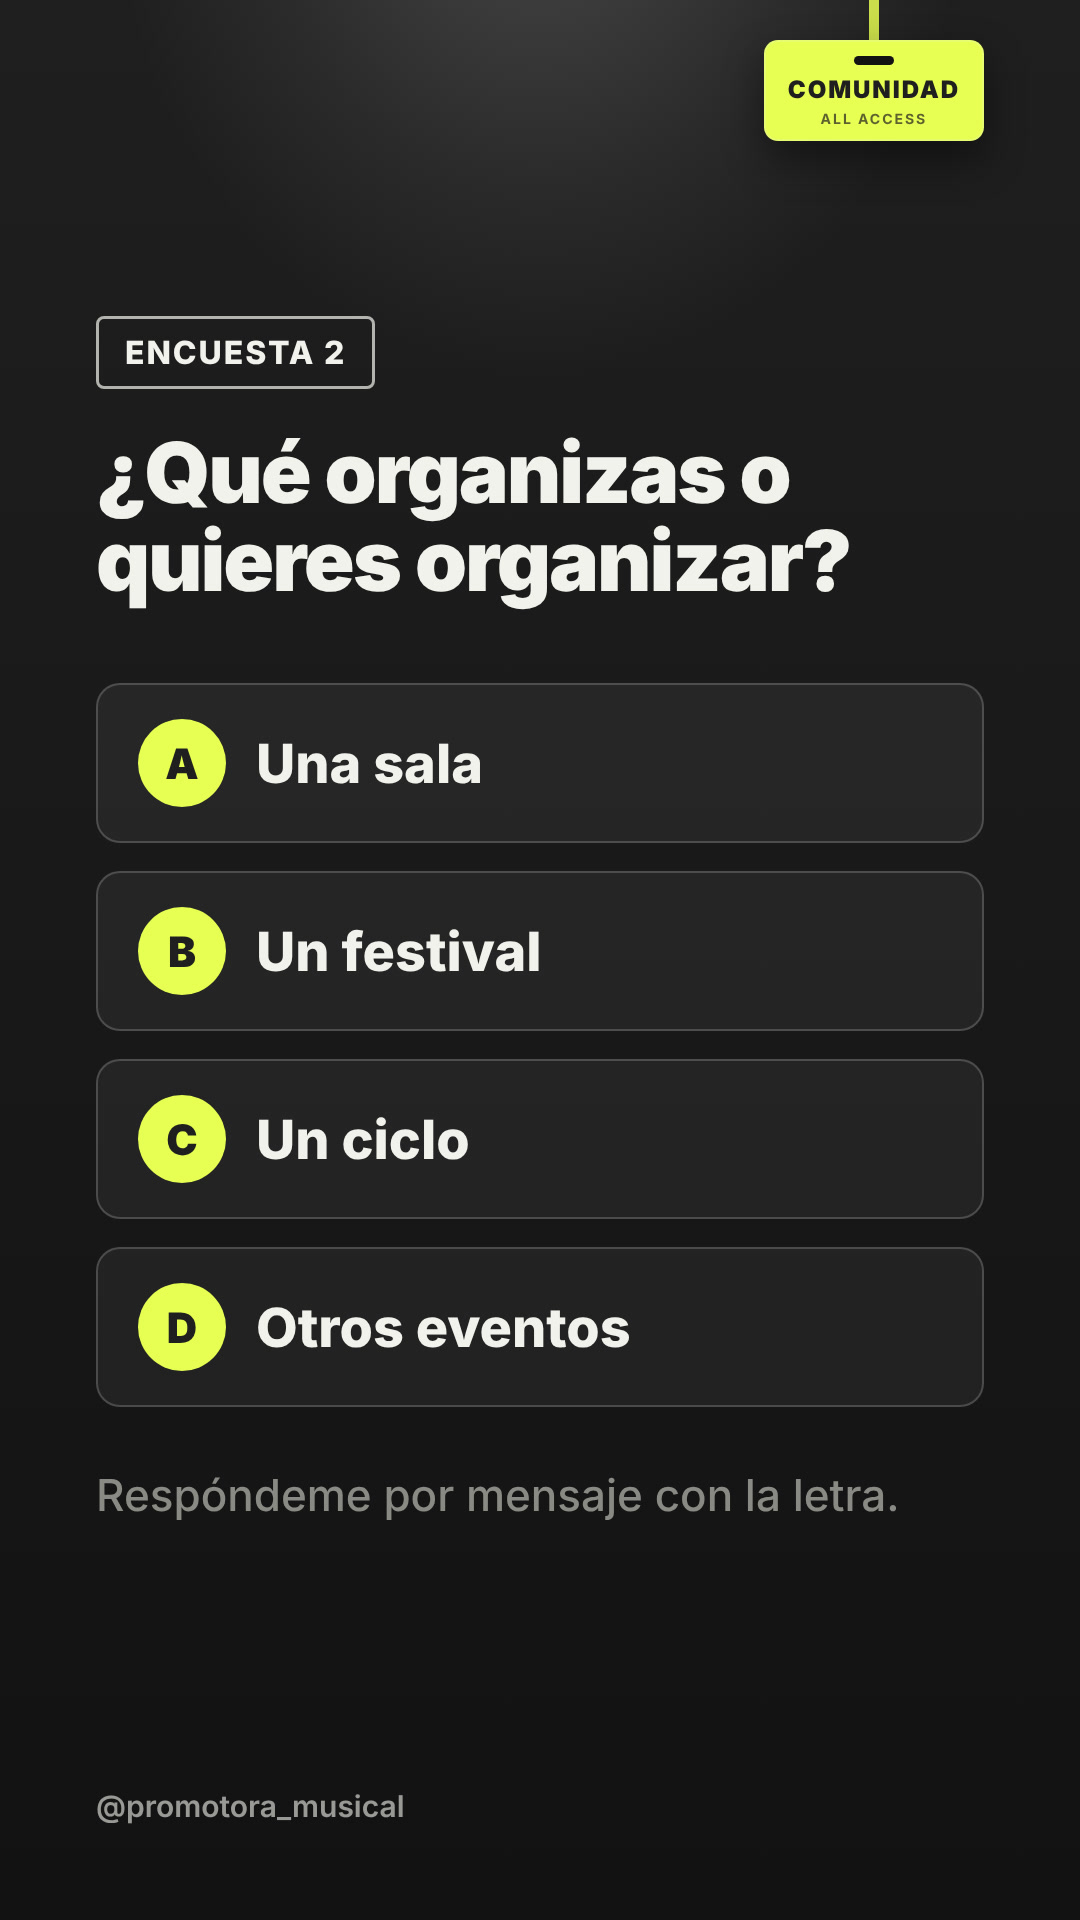 COMUNIDAD
ALL ACCESS
ENCUESTA 2
¿Qué organizas o
quieres organizar?
A Una sala
B Un festival
C Un ciclo
D Otros eventos
Respóndeme por mensaje con la letra.
@promotora_musical